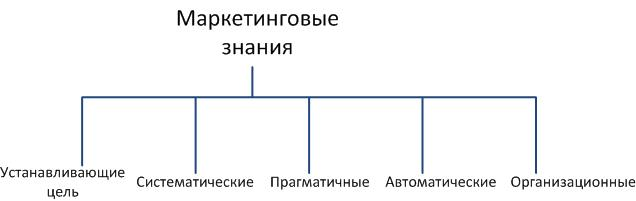 Маркетинговые
знания
Устанавливающие
цель
Систематические
Прагматичные
Автоматические
Организационные